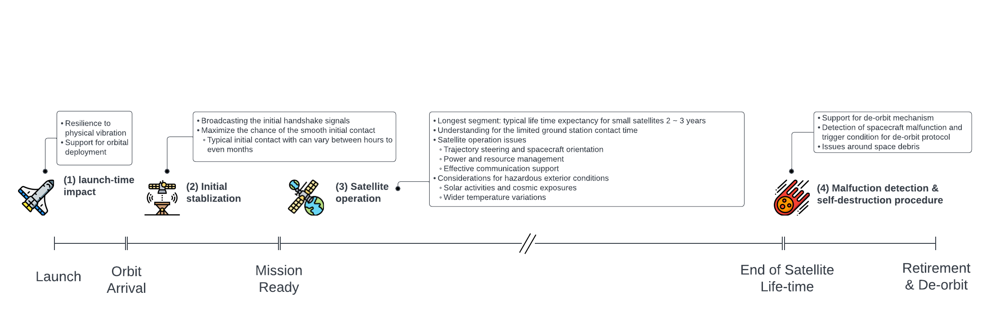 • Resilience to
physical vibration
• Support for orbital
deployment
(1) launch-time
impact
• Broadcasting the initial handshake signals
• Maximize the chance of the smooth initial contact
◦ Typical initial contact with can vary between hours to
even months
(2) Initial
stablization
• Longest segment: typical life time expectancy for small satellites 2 ~ 3 years
• Understanding for the limited ground station contact time
• Satellite operation issues
◦ Trajectory steering and spacecraft orientation
◦ Power and resource management
◦ Effective communication support
• Considerations for hazardous exterior conditions
◦ Solar activities and cosmic exposures
◦ Wider temperature variations
(3) Satellite
operation
• Support for de-orbit mechanism
• Detection of spacecraft malfunction and
trigger condition for de-orbit protocol
• Issues around space debris
(4) Malfuction detection &
self-destruction procedure
Launch
Orbit
Arrival
Mission
Ready
End of Satellite
Life-time
Retirement
& De-orbit